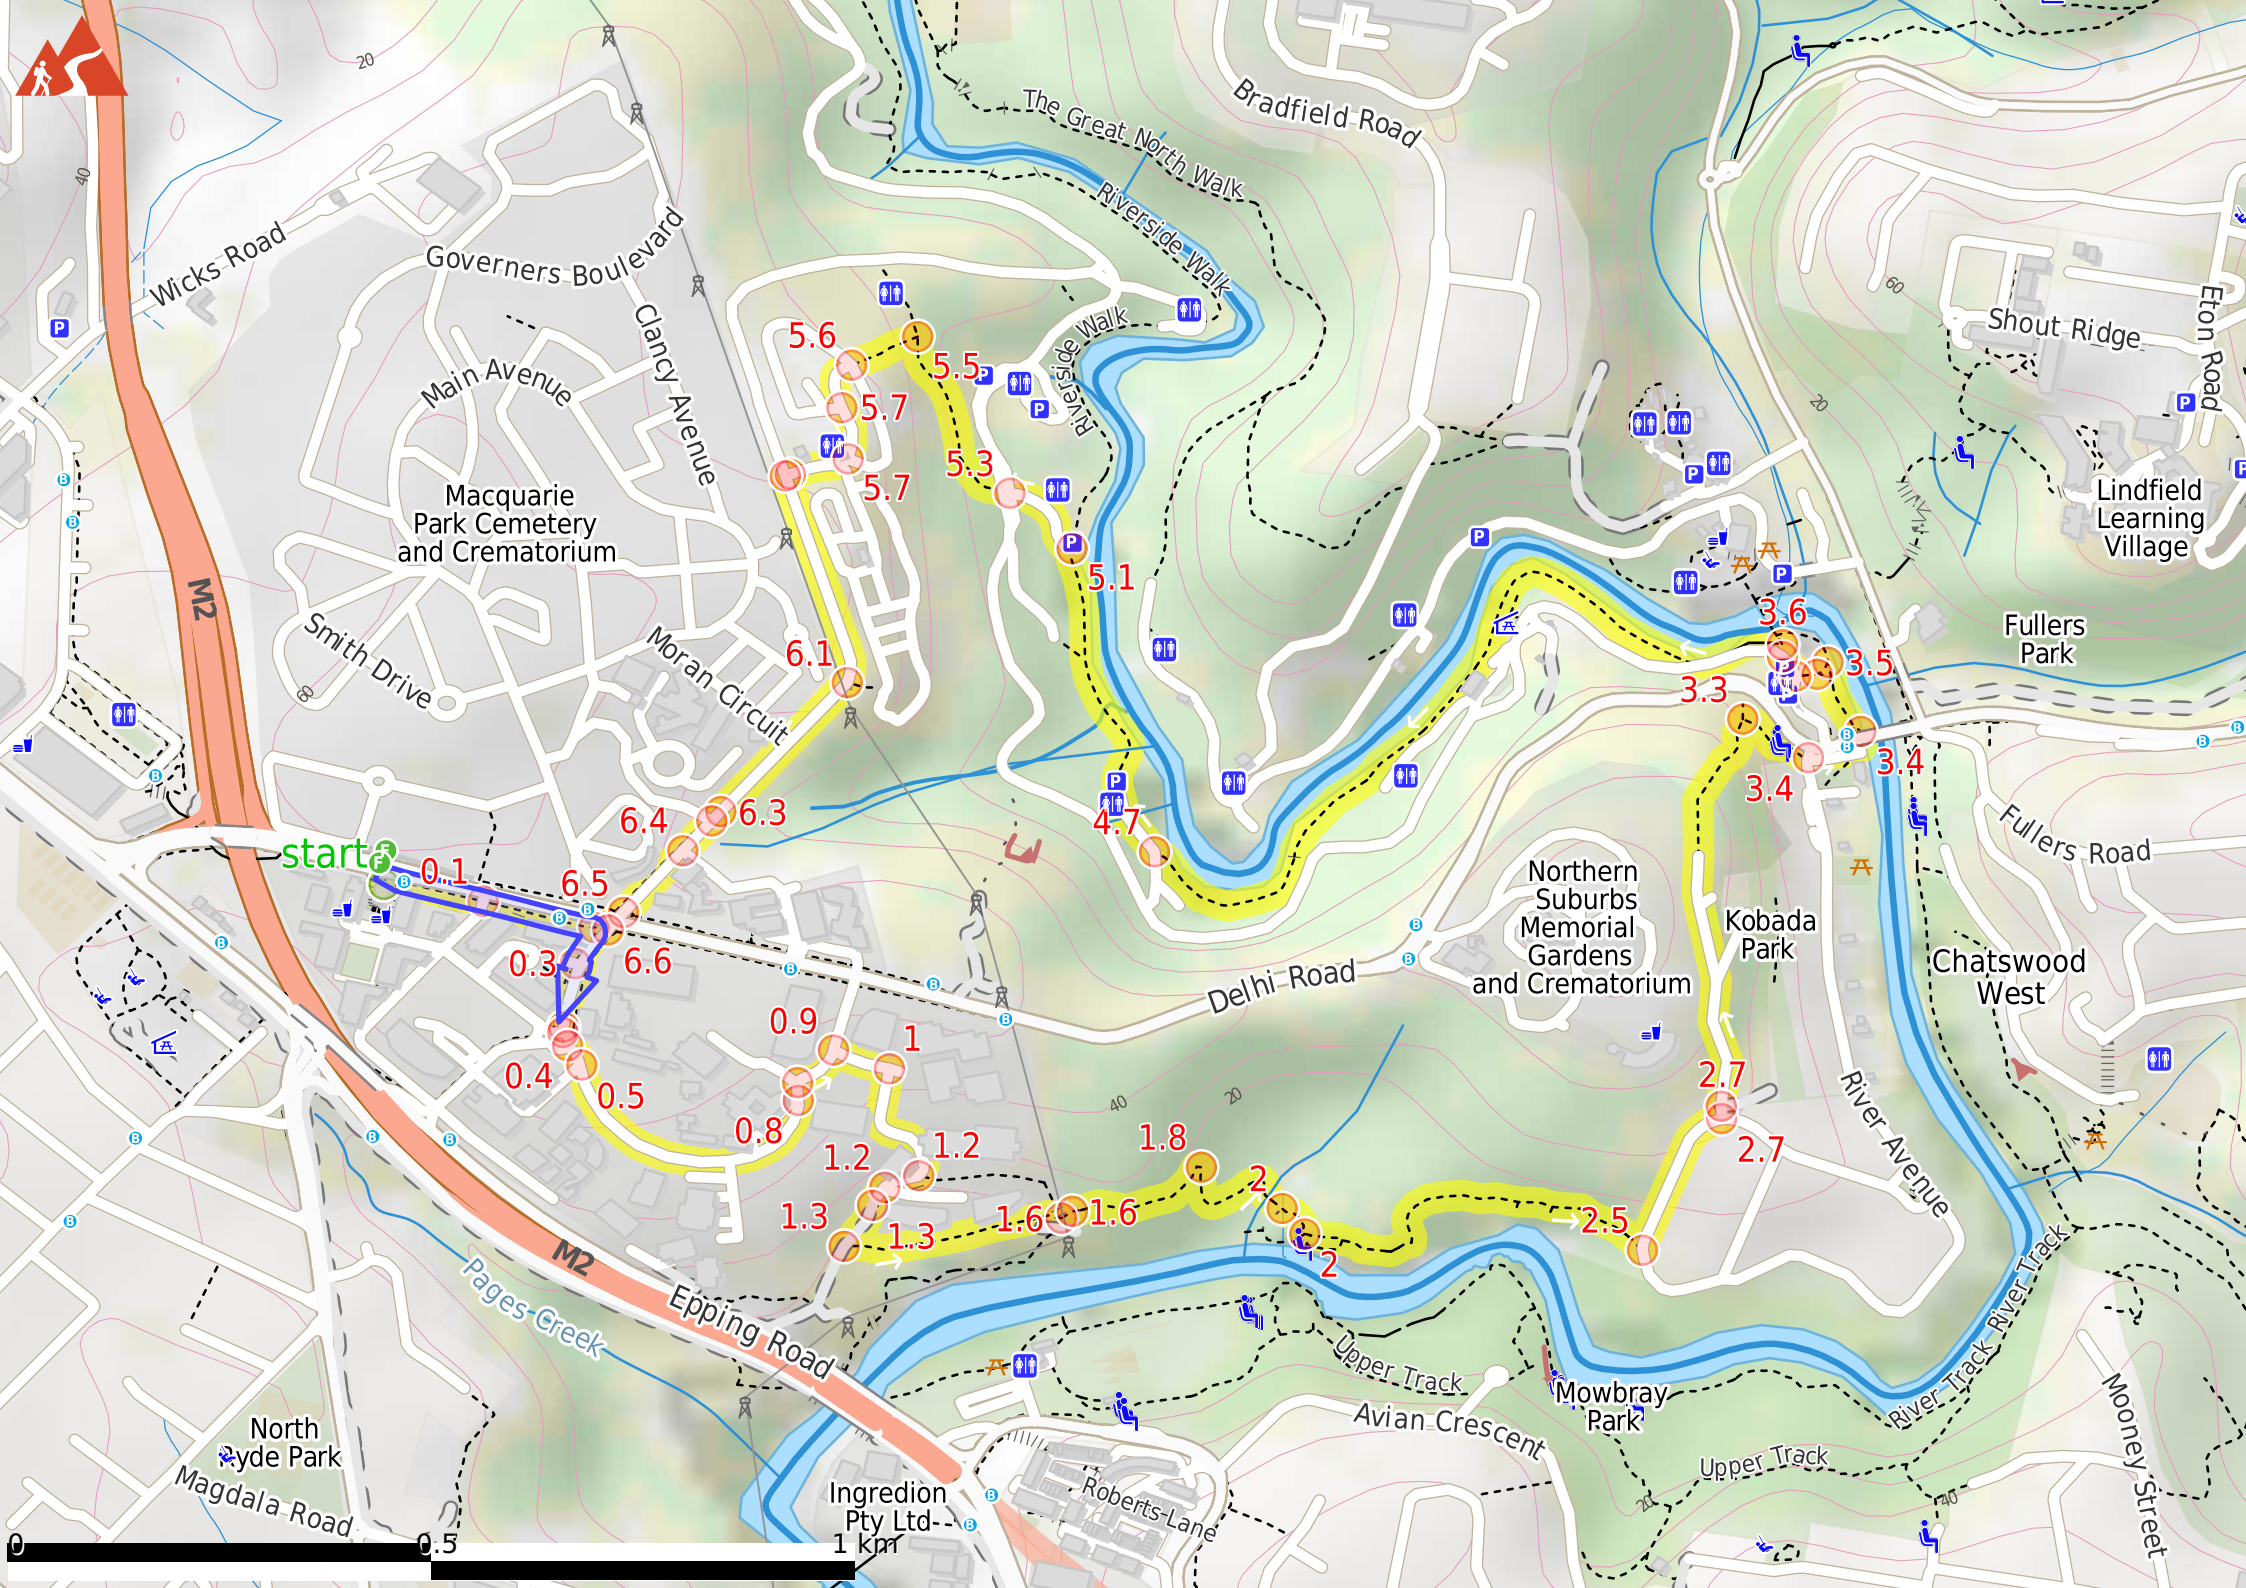 20
40
Wicks Road
Governers Boulevard
Clancy Avenue
Main Avenue
The Great North Walk
Riverside Walk
Riverside Walk
Riverside Walk
Bradfield Road
60
Shout Ridge
Eton Road
20
Lindfield
Learning
Village
Macquarie
Park Cemetery
and Crematorium
M2
Smith Drive
60
Moran Circuit
Fullers
Park
5.6
5.5
5.7
5.7
5.3
5.1
6.1
3.6
3.5
3.3
3.4
3.4
4.7
6.4
6.3
start
F
F
0.1
6.5
0.3
6.6
Fullers Road
Northern
Suburbs
Memorial
Gardens
and Crematorium
Kobada
Park
Chatswood
West
Delhi Road
0.4
0.5
0.9
1
0.8
40
20
2.7
2.7
River Avenue
1.2
1.2
1.3
1.3
1.6
1.6
1.8
2
2
2.5
M2
Pages Creek
Epping Road
River Track
River Track
River Track
Upper Track
Avian Crescent
Mowbray
Park
Upper Track
20
40
Mooney Street
North
Ryde Park
Magdala Road
Ingredion
Pty Ltd
Roberts Lane
0
0.5
1 km